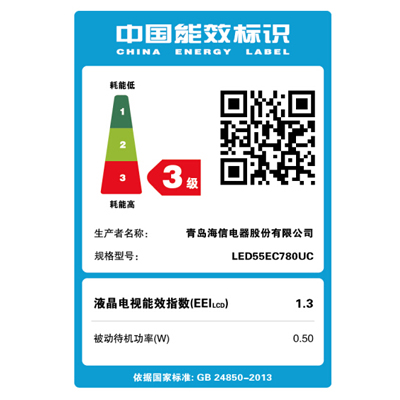 中国能效标识
CHINA ENERGY LABEL
耗能低
1
2
3
3级
耗能高
生产者名称: 青岛海信电器股份有限公司
规格型号: LED55EC780UC
液晶电视能效指数(EEILCD) 1.3
被动待机功率(W) 0.50
依据国家标准: GB 24850-2013